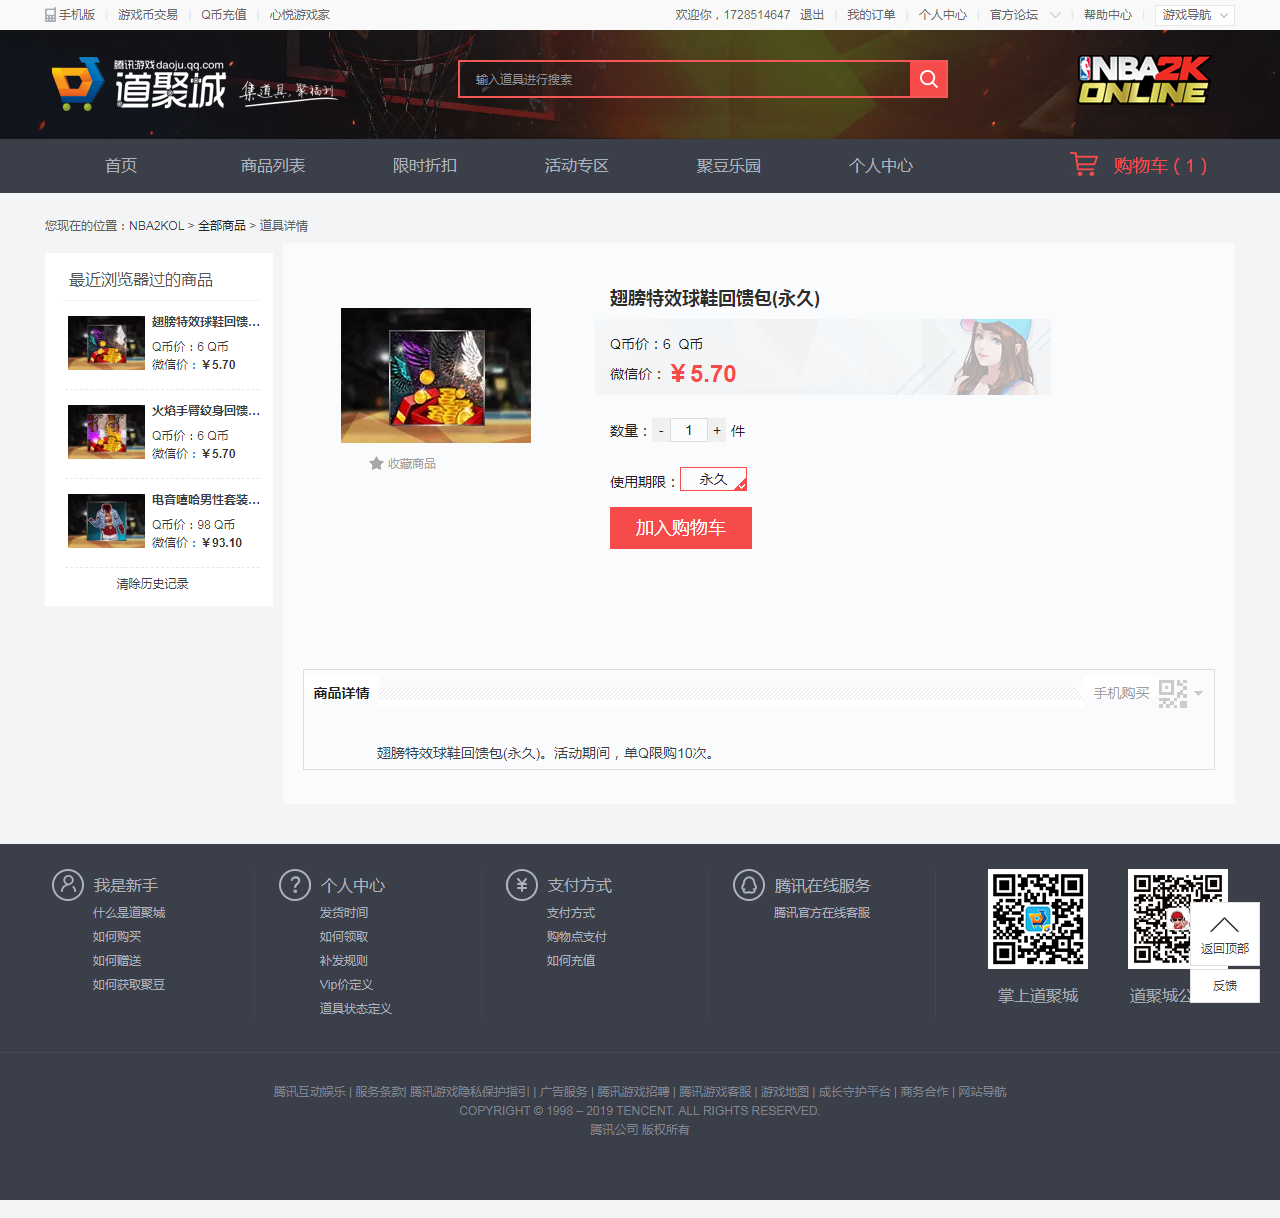 手机版 游戏币交易 Q币充值 心悦游戏家 欢迎你，1728514647 退出 我的订单 个人中心 官方论坛 帮助中心 游戏导航
腾讯游戏daoju.qq.com
道聚城 集道具,聚福利
输入道具进行搜索
NBA2K
ONLINE
首页 商品列表 限时折扣 活动专区 聚豆乐园 个人中心 购物车 ( 1 )
您现在的位置：NBA2KOL > 全部商品 > 道具详情
最近浏览器过的商品
翅膀特效球鞋回馈...
Q币价：6 Q币
微信价：￥5.70
火焰手臂纹身回馈...
Q币价：6 Q币
微信价：￥5.70
电音嘻哈男性套装...
Q币价：98 Q币
微信价：￥93.10
清除历史记录
收藏商品
翅膀特效球鞋回馈包(永久)
Q币价：6 Q币
微信价：￥5.70
数量： - 1 + 件
使用期限： 永久
加入购物车
商品详情 手机购买
翅膀特效球鞋回馈包(永久)。活动期间，单Q限购10次。
我是新手
什么是道聚城
如何购买
如何赠送
如何获取聚豆
个人中心
发货时间
如何领取
补发规则
Vip价定义
道具状态定义
支付方式
支付方式
购物点支付
如何充值
腾讯在线服务
腾讯官方在线客服
掌上道聚城
道聚城公
返回顶部
反馈
腾讯互动娱乐 | 服务条款| 腾讯游戏隐私保护指引 | 广告服务 | 腾讯游戏招聘 | 腾讯游戏客服 | 游戏地图 | 成长守护平台 | 商务合作 | 网站导航
COPYRIGHT © 1998 – 2019 TENCENT. ALL RIGHTS RESERVED.
腾讯公司 版权所有